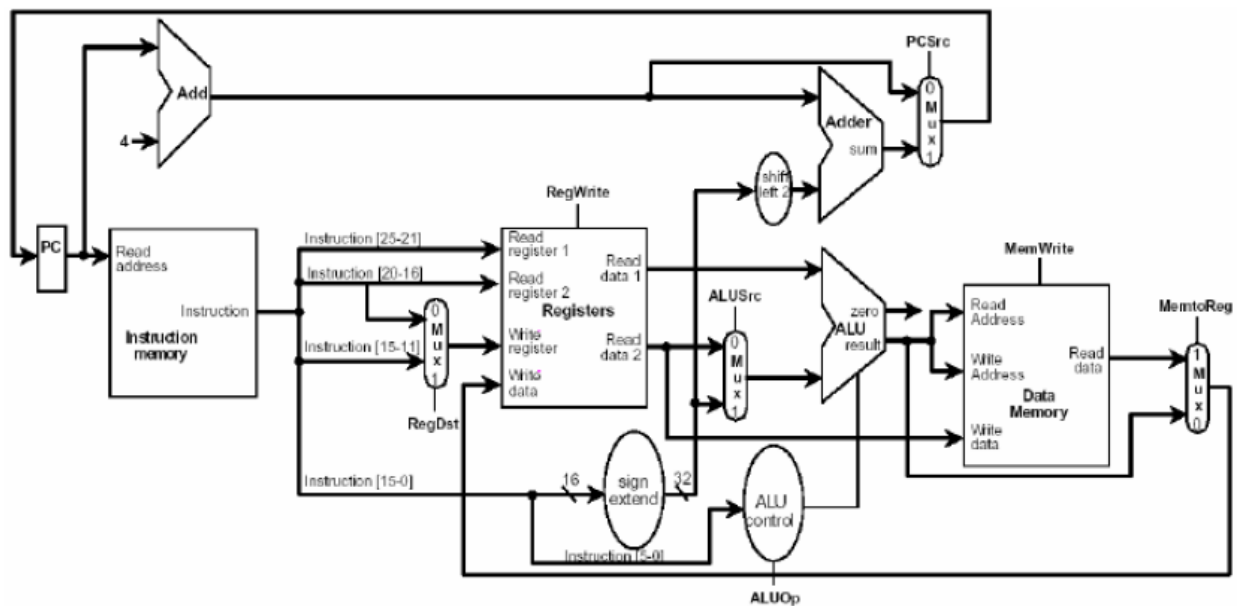 PCSrc
0
M
u
x
1
Add
4
Adder
sum
shift
left 2
RegWrite
PC
Read
address
Instruction
Instruction
memory
Instruction [25-21]
Instruction [20-16]
Instruction [15-11]
0
M
u
x
1
RegDst
Read
register 1
Read
register 2
Registers
Write
register
Write
data
Read
data 1
Read
data 2
ALUSrc
0
M
u
x
1
zero
ALU
result
MemWrite
Read
Address
Write
Address
Read
data
Data
Memory
Write
data
MemtoReg
1
M
u
x
0
Instruction [15-0]
16
sign
extend
32
ALU
control
Instruction [5-0]
ALUOp